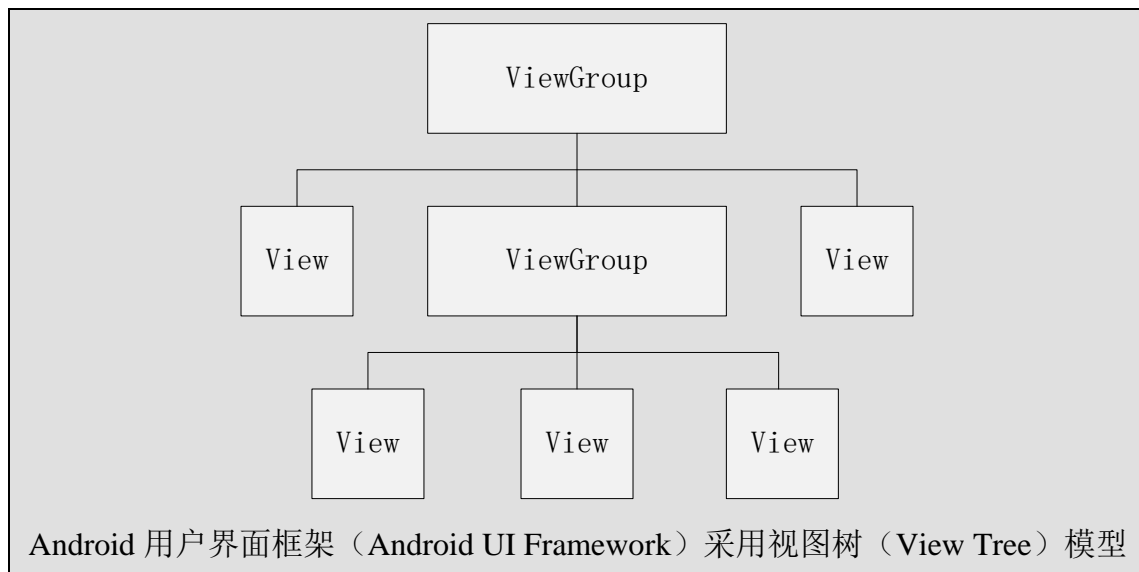 ViewGroup
View
ViewGroup
View
View
View
View
Android 用户界面框架（Android UI Framework）采用视图树（View Tree）模型